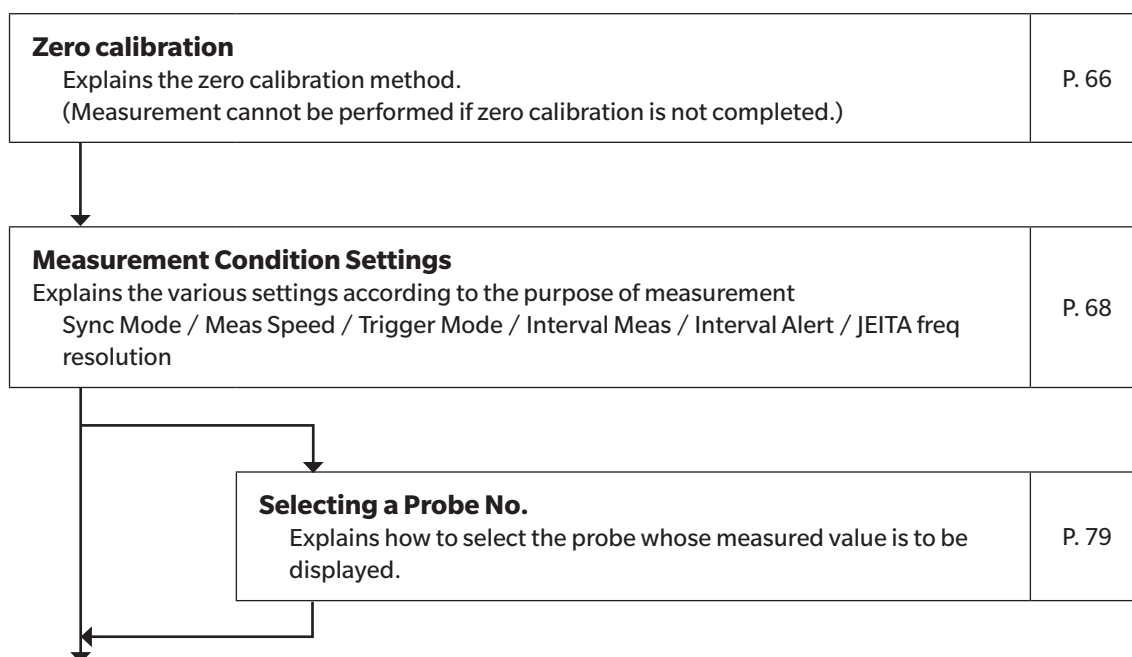 Zero calibration
Explains the zero calibration method.
(Measurement cannot be performed if zero calibration is not completed.)
P. 66
Measurement Condition Settings
Explains the various settings according to the purpose of measurement
Sync Mode / Meas Speed / Trigger Mode / Interval Meas / Interval Alert / JEITA freq
resolution
P. 68
Selecting a Probe No.
Explains how to select the probe whose measured value is to be
displayed.
P. 79